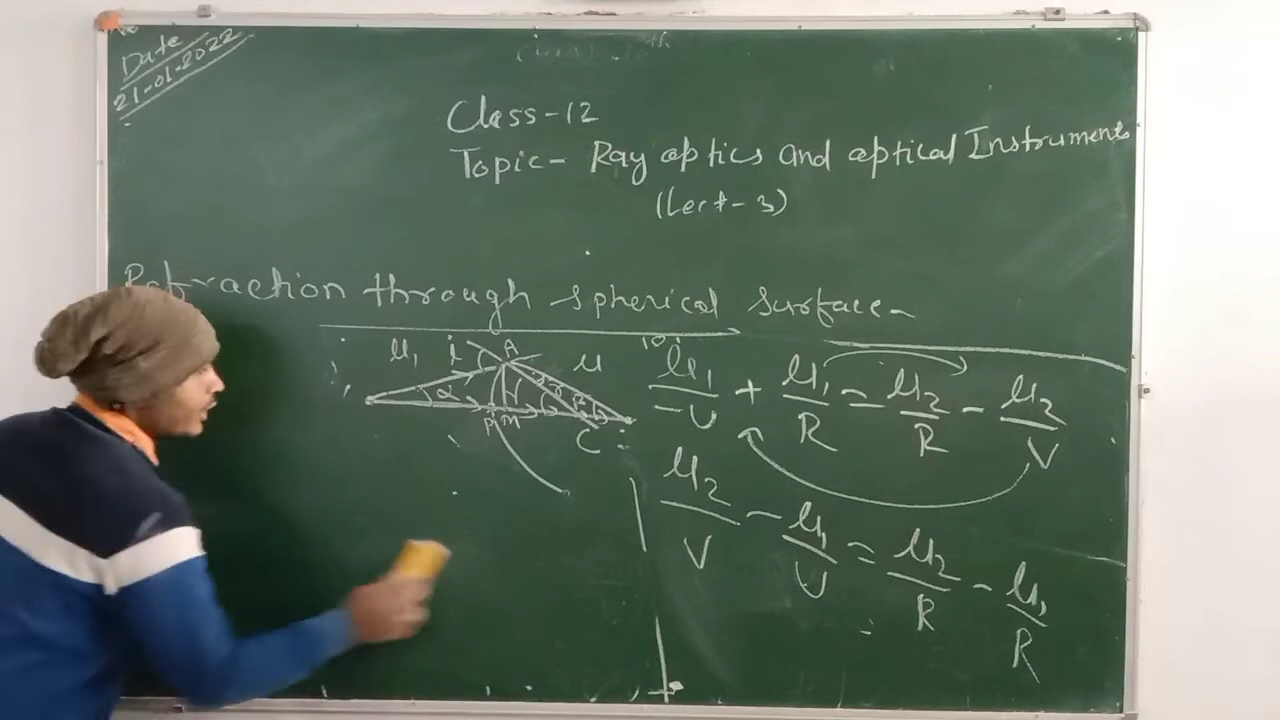 Date
21-01-2022
Class-12
Topic- Ray optics and optical Instruments
(Lect-3)
Refraction through spherical surface-
μ₁ i A μ
α γ β
P M C
μ₁/-u + μ₁/R = μ₂/R - μ₂/v
μ₂/v - μ₁/u = μ₂/R - μ₁/R